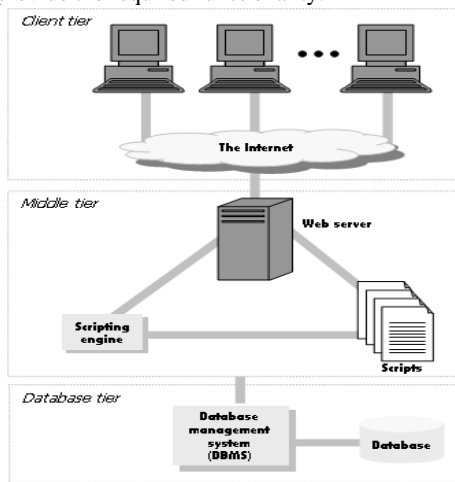 Client tier
The Internet
Middle tier
Web server
Scripting
engine
Scripts
Database tier
Database
management
system
(DBMS)
Database